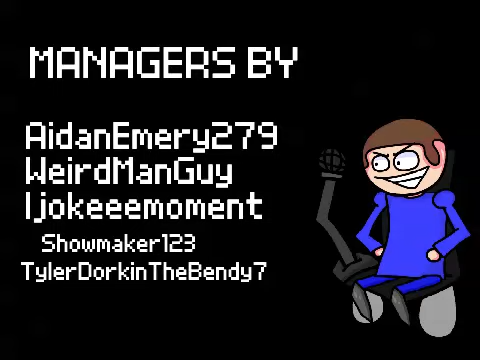 MANAGERS BY
AidanEmery279
WeirdManGuy
Ijokeeemoment
Showmaker123
TylerDorkinTheBendy7